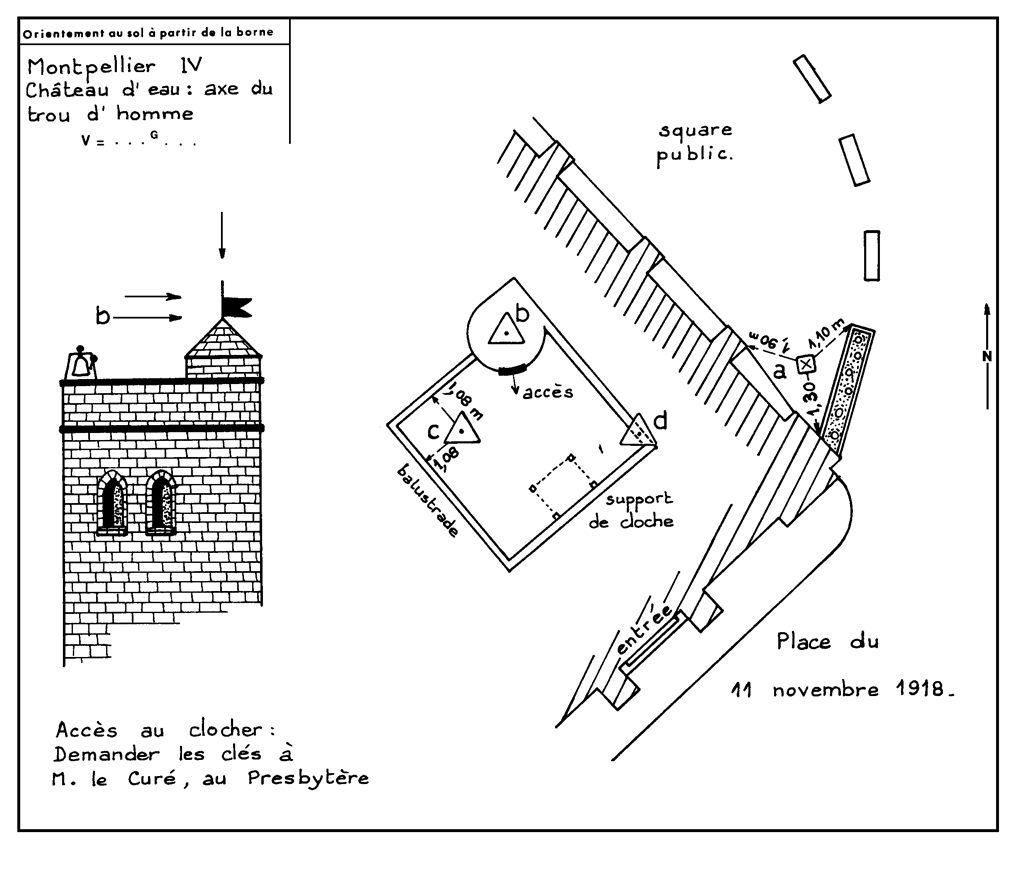 Orientement au sol à partir de la borne
Montpellier IV
Château d'eau : axe du
trou d'homme
V = . . . G . . .
square
public.
b
b
accès
1,08 m
c
1,08
balustrade
d
support
de cloche
1,90m
1,10 m
a
1,30
N
entrée
Place du
11 novembre 1918.
Accès au clocher :
Demander les clés à
M. le Curé, au Presbytère